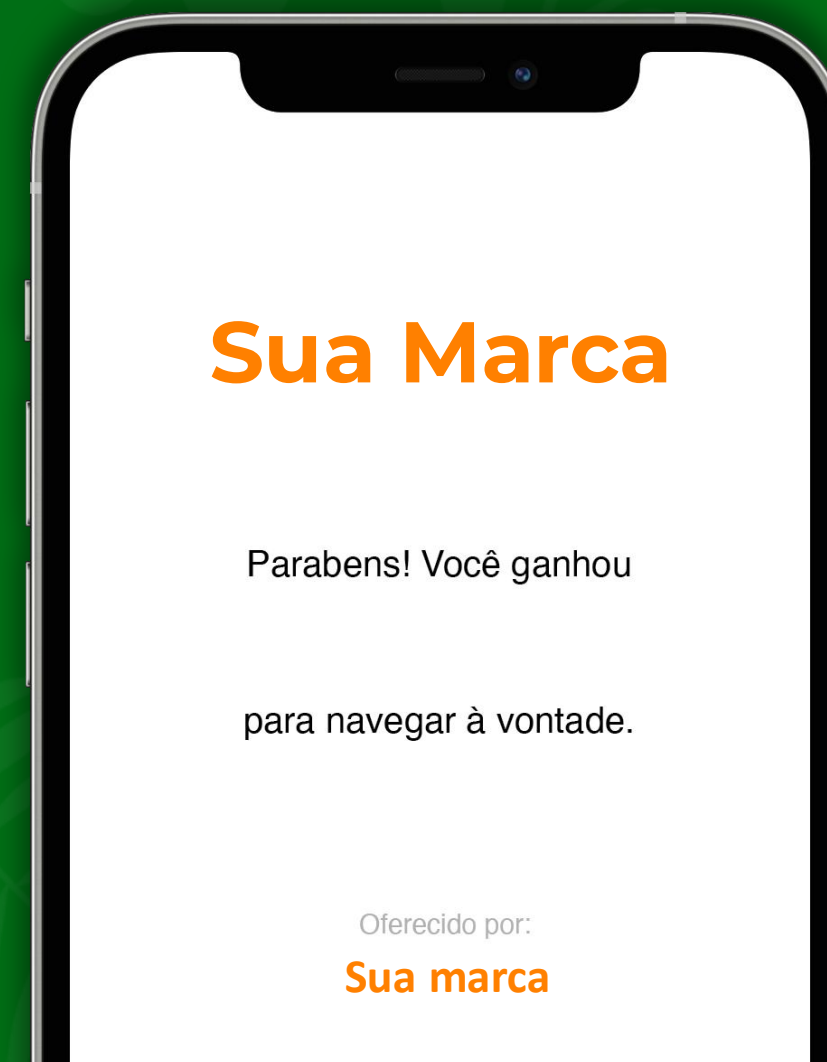 Sua Marca
Parabens! Você ganhou
para navegar à vontade.
Oferecido por:
Sua marca